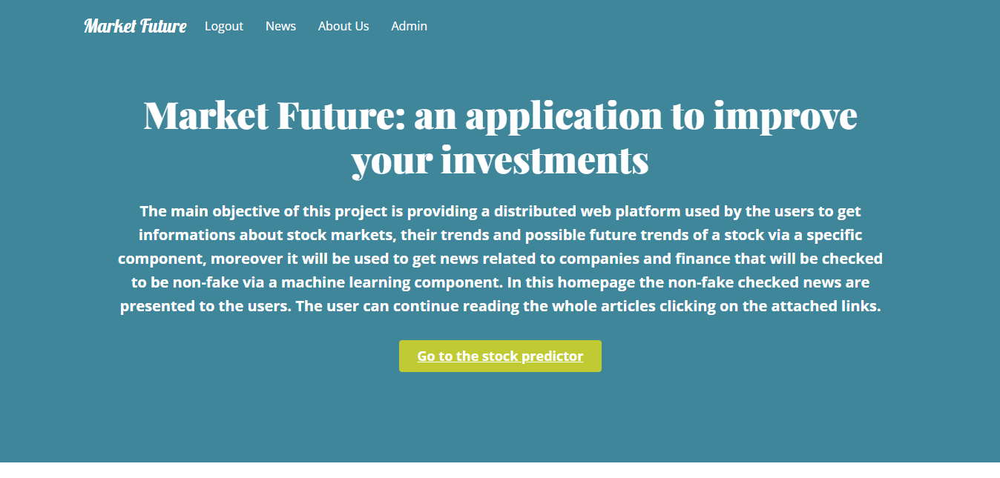 Market Future Logout News About Us Admin
Market Future: an application to improve
your investments
The main objective of this project is providing a distributed web platform used by the users to get
informations about stock markets, their trends and possible future trends of a stock via a specific
component, moreover it will be used to get news related to companies and finance that will be checked
to be non-fake via a machine learning component. In this homepage the non-fake checked news are
presented to the users. The user can continue reading the whole articles clicking on the attached links.
Go to the stock predictor